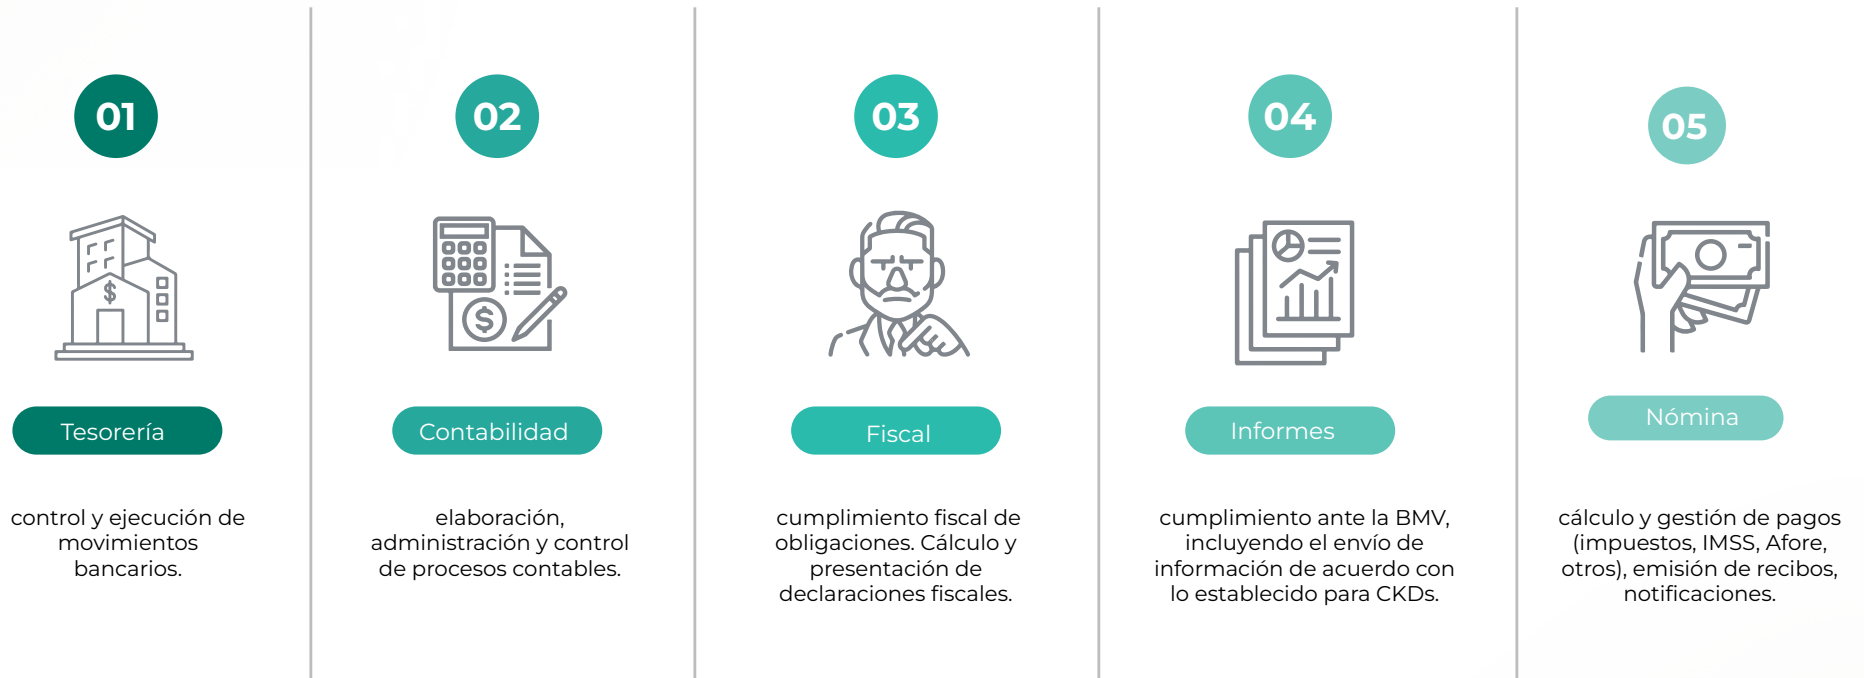 01
Tesorería
control y ejecución de
movimientos
bancarios.
02
$
Contabilidad
elaboración,
administración y control
de procesos contables.
03
Fiscal
cumplimiento fiscal de
obligaciones. Cálculo y
presentación de
declaraciones fiscales.
04
Informes
cumplimiento ante la BMV,
incluyendo el envío de
información de acuerdo con
lo establecido para CKDs.
05
Nómina
cálculo y gestión de pagos
(impuestos, IMSS, Afore,
otros), emisión de recibos,
notificaciones.